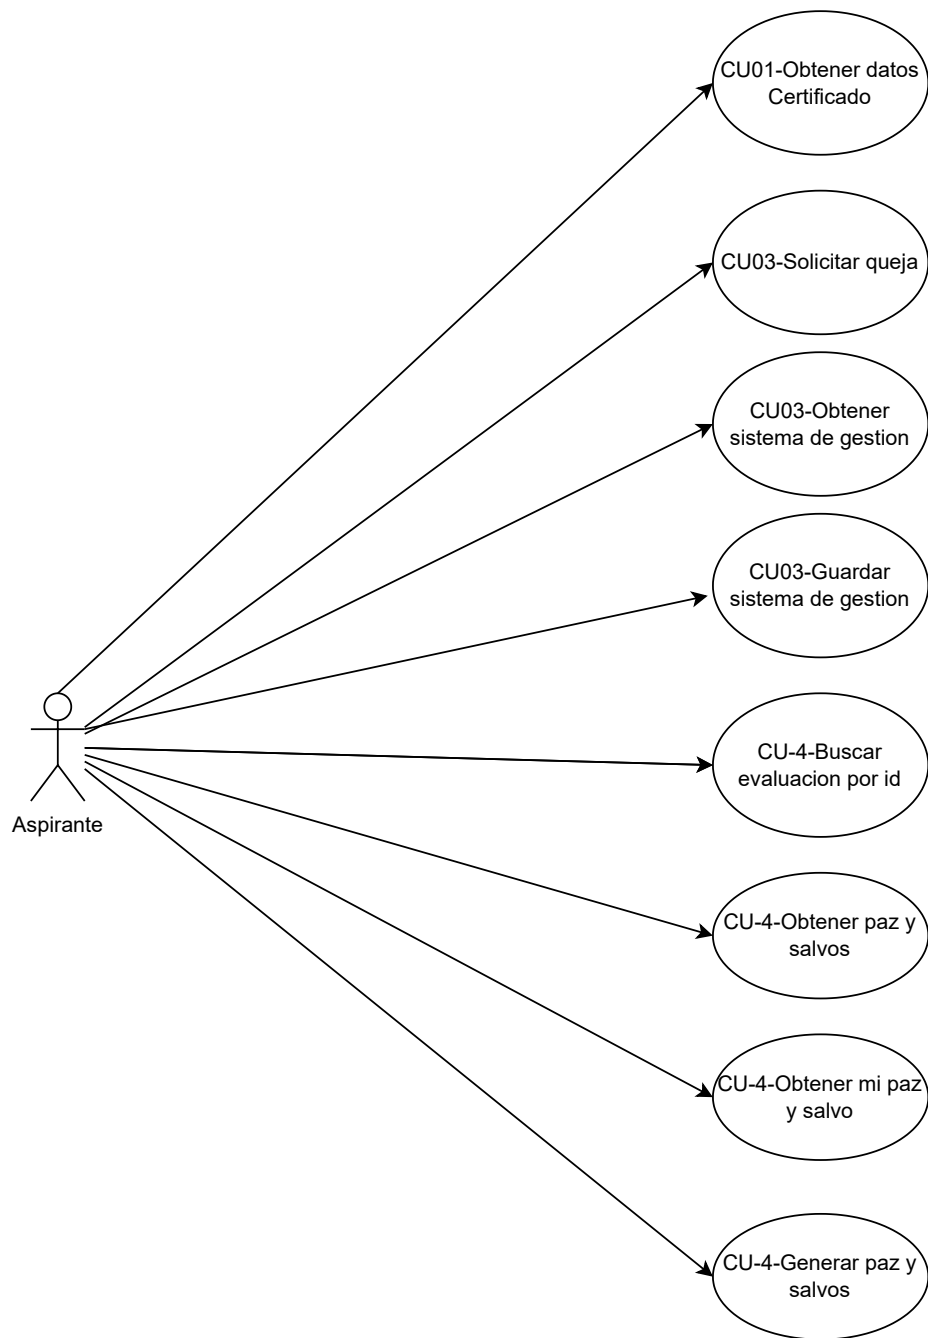 CU01-Obtener datos
Certificado
CU03-Solicitar queja
CU03-Obtener
sistema de gestion
CU03-Guardar
sistema de gestion
CU-4-Buscar
evaluacion por id
Aspirante
CU-4-Obtener paz y
salvos
CU-4-Obtener mi paz
y salvo
CU-4-Generar paz y
salvos